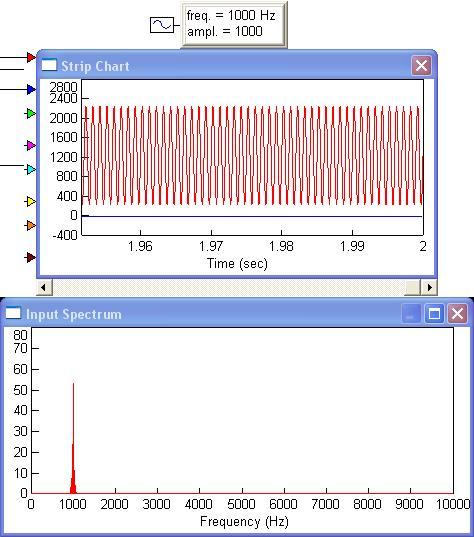 freq. = 1000 Hz
ampl. = 1000
Strip Chart
2800
2400
2000
1600
1200
800
400
0
-400
1.96 1.97 1.98 1.99 2
Time (sec)
Input Spectrum
80
70
60
50
40
30
20
10
0
0 1000 2000 3000 4000 5000 6000 7000 8000 9000 10000
Frequency (Hz)